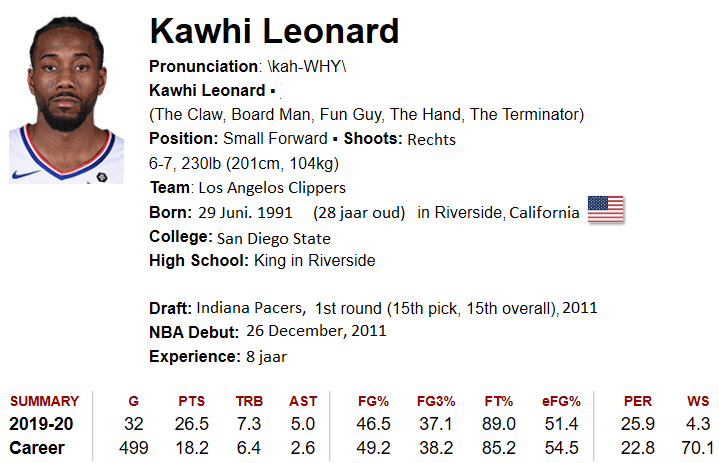 Kawhi Leonard
Pronunciation: \kah-WHY\
Kawhi Leonard ▪ .
(The Claw, Board Man, Fun Guy, The Hand, The Terminator)
Position: Small Forward ▪ Shoots: Rechts
6-7, 230lb (201cm, 104kg)
Team: Los Angelos Clippers
Born: 29 Juni. 1991 (28 jaar oud) in Riverside, California
College: San Diego State
High School: King in Riverside
Draft: Indiana Pacers, 1st round (15th pick, 15th overall), 2011
NBA Debut: 26 December, 2011
Experience: 8 jaar
SUMMARY G PTS TRB AST FG% FG3% FT% eFG% PER WS
2019-20 32 26.5 7.3 5.0 46.5 37.1 89.0 51.4 25.9 4.3
Career 499 18.2 6.4 2.6 49.2 38.2 85.2 54.5 22.8 70.1